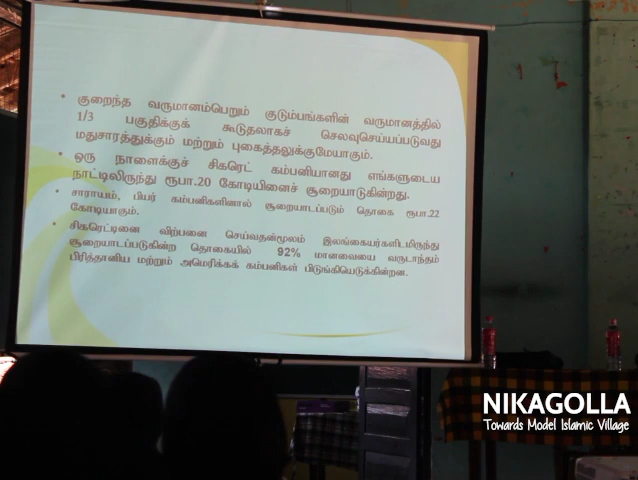 • குறைந்த வருமானம்பெறும் குடும்பங்களின் வருமானத்தில்
1/3 பகுதிக்குக் கூடுதலாகச் செலவுசெய்யப்படுவது
மதுசாரத்துக்கும் மற்றும் புகைத்தலுக்குமேயாகும்.
• ஒரு நாளைக்குச் சிகரெட் கம்பனியானது எங்களுடைய
நாட்டிலிருந்து ரூபா.20 கோடியினைச் சூறையாடுகின்றது.
• சாராயம், பியர் கம்பனிகளினால் சூறையாடப்படும் தொகை ரூபா.22
கோடியாகும்.
• சிகரெட்டினை விற்பனை செய்வதன்மூலம் இலங்கையர்களிடமிருந்து
சூறையாடப்படுகின்ற தொகையில் 92% மானவையை வருடாந்தம்
பிரித்தானிய மற்றும் அமெரிக்கக் கம்பனிகள் பிடுங்கியெடுக்கின்றன.
NIKAGOLLA
Towards Model Islamic Village